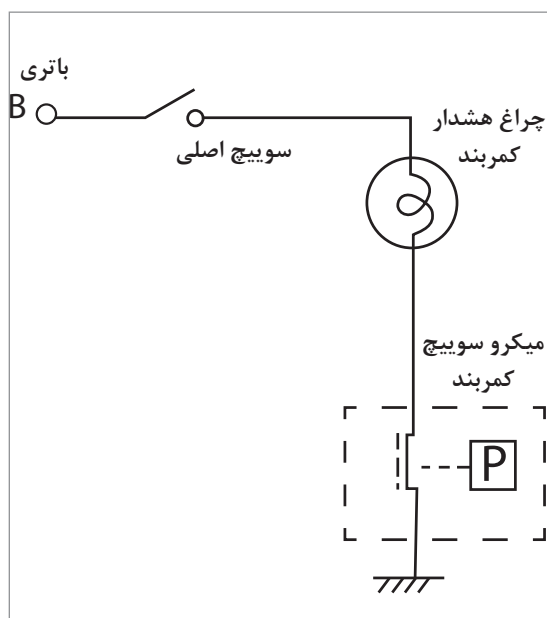 باتری
B
سوییچ اصلی
چراغ هشدار
کمربند
میکرو سوییچ
کمربند
P